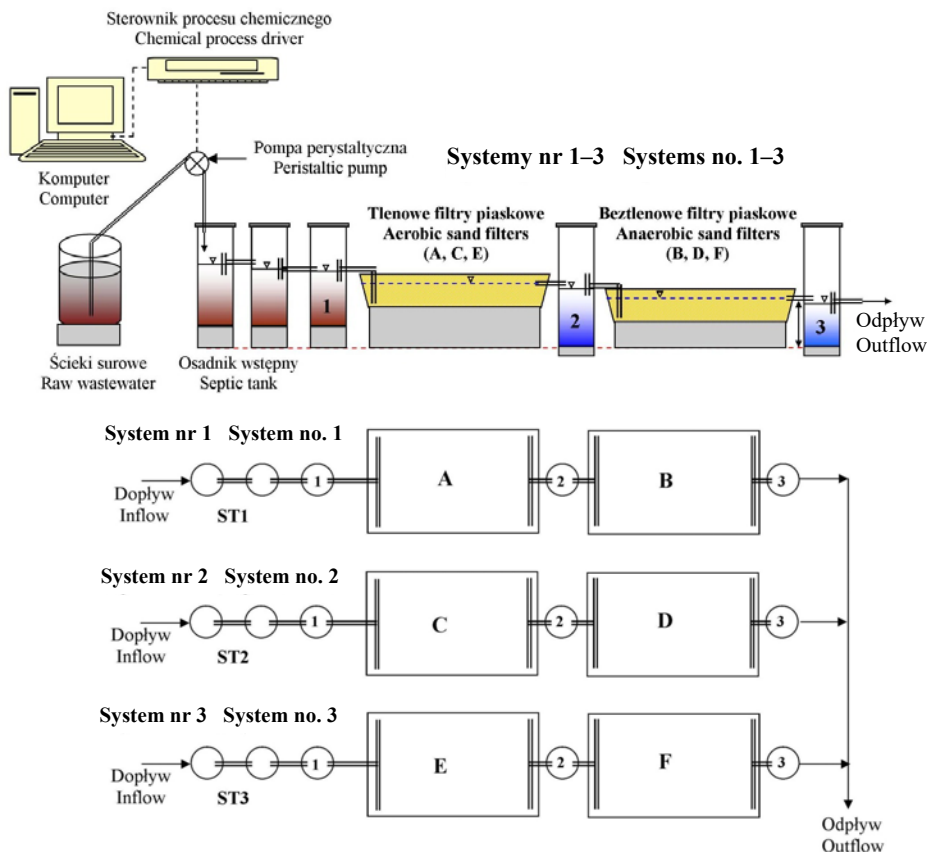 Sterownik procesu chemicznego
Chemical process driver
Pompa perystaltyczna
Peristaltic pump
Systemy nr 1–3 Systems no. 1–3
Komputer
Computer
Tlenowe filtry piaskowe
Aerobic sand filters
(A, C, E)
Beztlenowe filtry piaskowe
Anaerobic sand filters
(B, D, F)
1
2
3
Odpływ
Outflow
Ścieki surowe
Raw wastewater
Osadnik wstępny
Septic tank
System nr 1 System no. 1
Dopływ
Inflow
ST1
1
A
2
B
3
System nr 2 System no. 2
Dopływ
Inflow
ST2
1
C
2
D
3
System nr 3 System no. 3
Dopływ
Inflow
ST3
1
E
2
F
3
Odpływ
Outflow